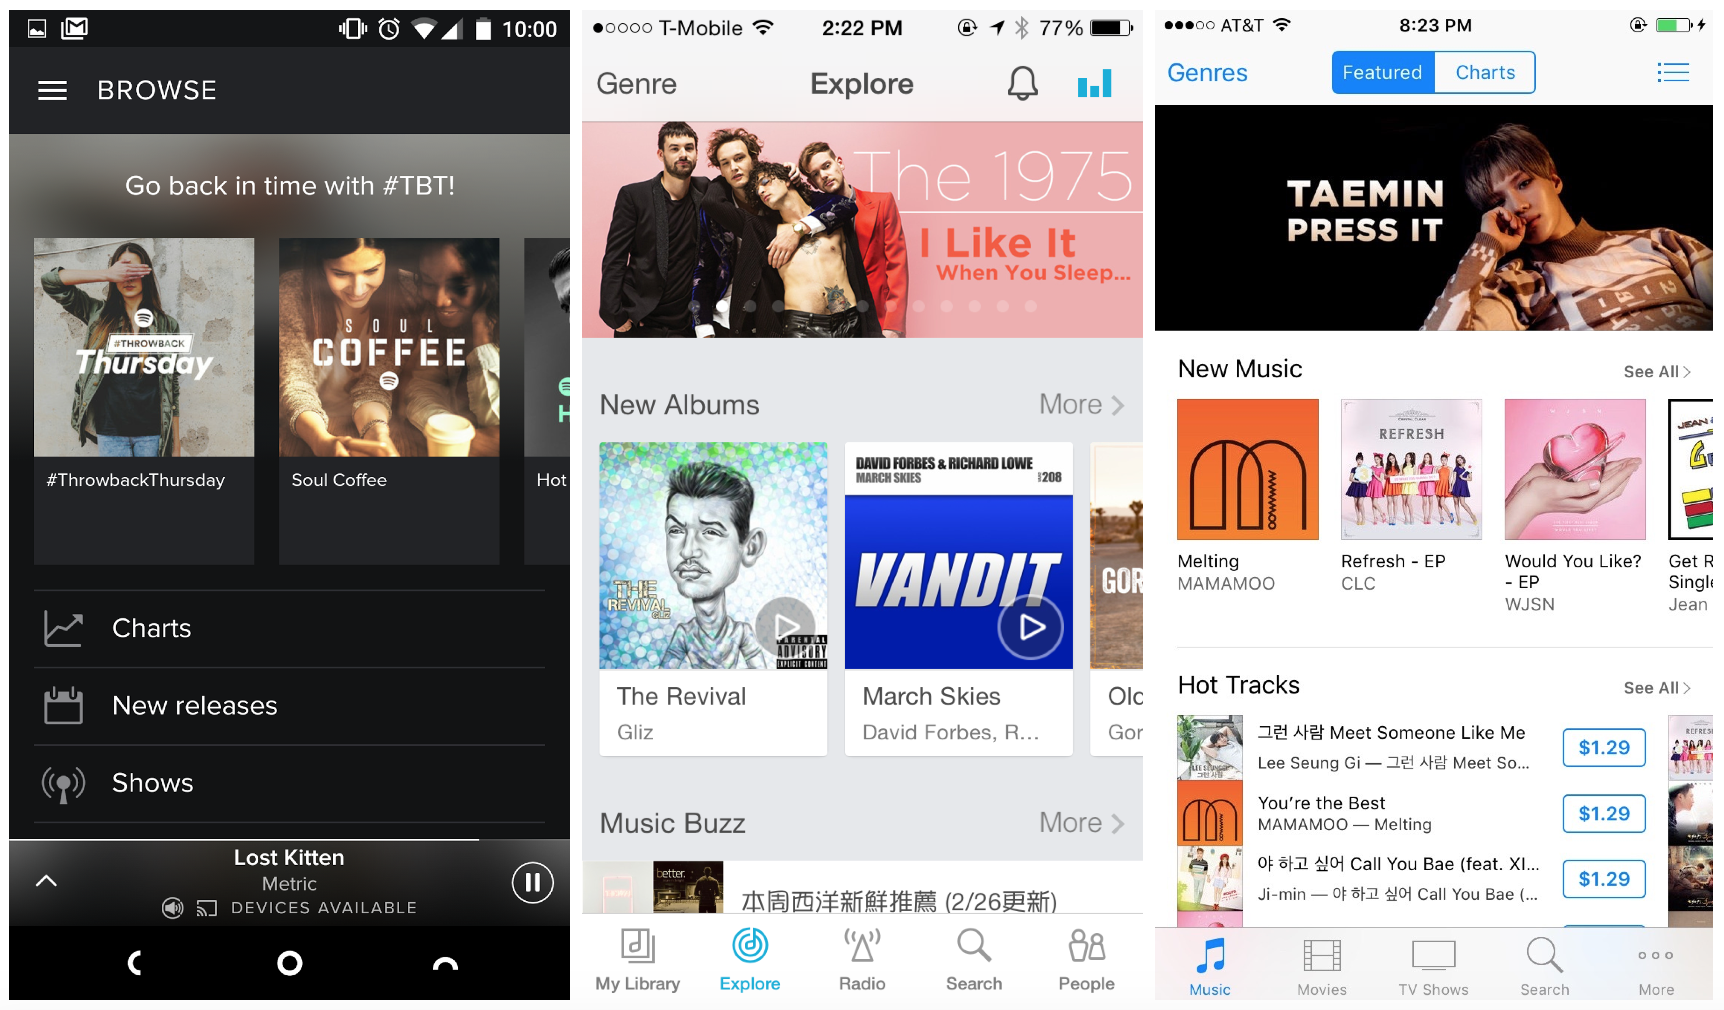 10:00
BROWSE
Go back in time with #TBT!
#THROWBACK
Thursday
SOUL
COFFEE
H
#ThrowbackThursday
Soul Coffee
Hot
Charts
New releases
Shows
Lost Kitten
Metric
DEVICES AVAILABLE
T-Mobile
2:22 PM
77%
Genre
Explore
The 1975
I Like It
When You Sleep...
New Albums
More
THE
REVIVAL
GLIZ
PARENTAL
ADVISORY
EXPLICIT CONTENT
DAVID FORBES & RICHARD LOWE
MARCH SKIES
208
VANDIT
GOR
The Revival
Gliz
March Skies
David Forbes, R...
Old
Gor
Music Buzz
More
better.
本周西洋新鮮推薦 (2/26更新)
My Library
Explore
Radio
Search
People
AT&T
8:23 PM
Genres
Featured
Charts
TAEMIN
PRESS IT
New Music
See All
REFRESH
WJSN
JEAN
Melting
MAMAMOO
Refresh - EP
CLC
Would You Like?
- EP
WJSN
Get R
Single
Jean
Hot Tracks
See All
그런 사람 Meet Someone Like Me
Lee Seung Gi — 그런 사람 Meet So...
$1.29
You're the Best
MAMAMOO — Melting
$1.29
야 하고 싶어 Call You Bae (feat. XI...
Ji-min — 야 하고 싶어 Call You Bae (...
$1.29
Music
Movies
TV Shows
Search
More